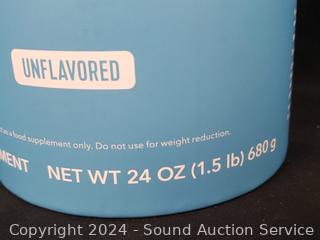 UNFLAVORED
as a food supplement only. Do not use for weight reduction.
MENT NET WT 24 OZ (1.5 lb) 680 g
Copyright 2024 - Sound Auction Service